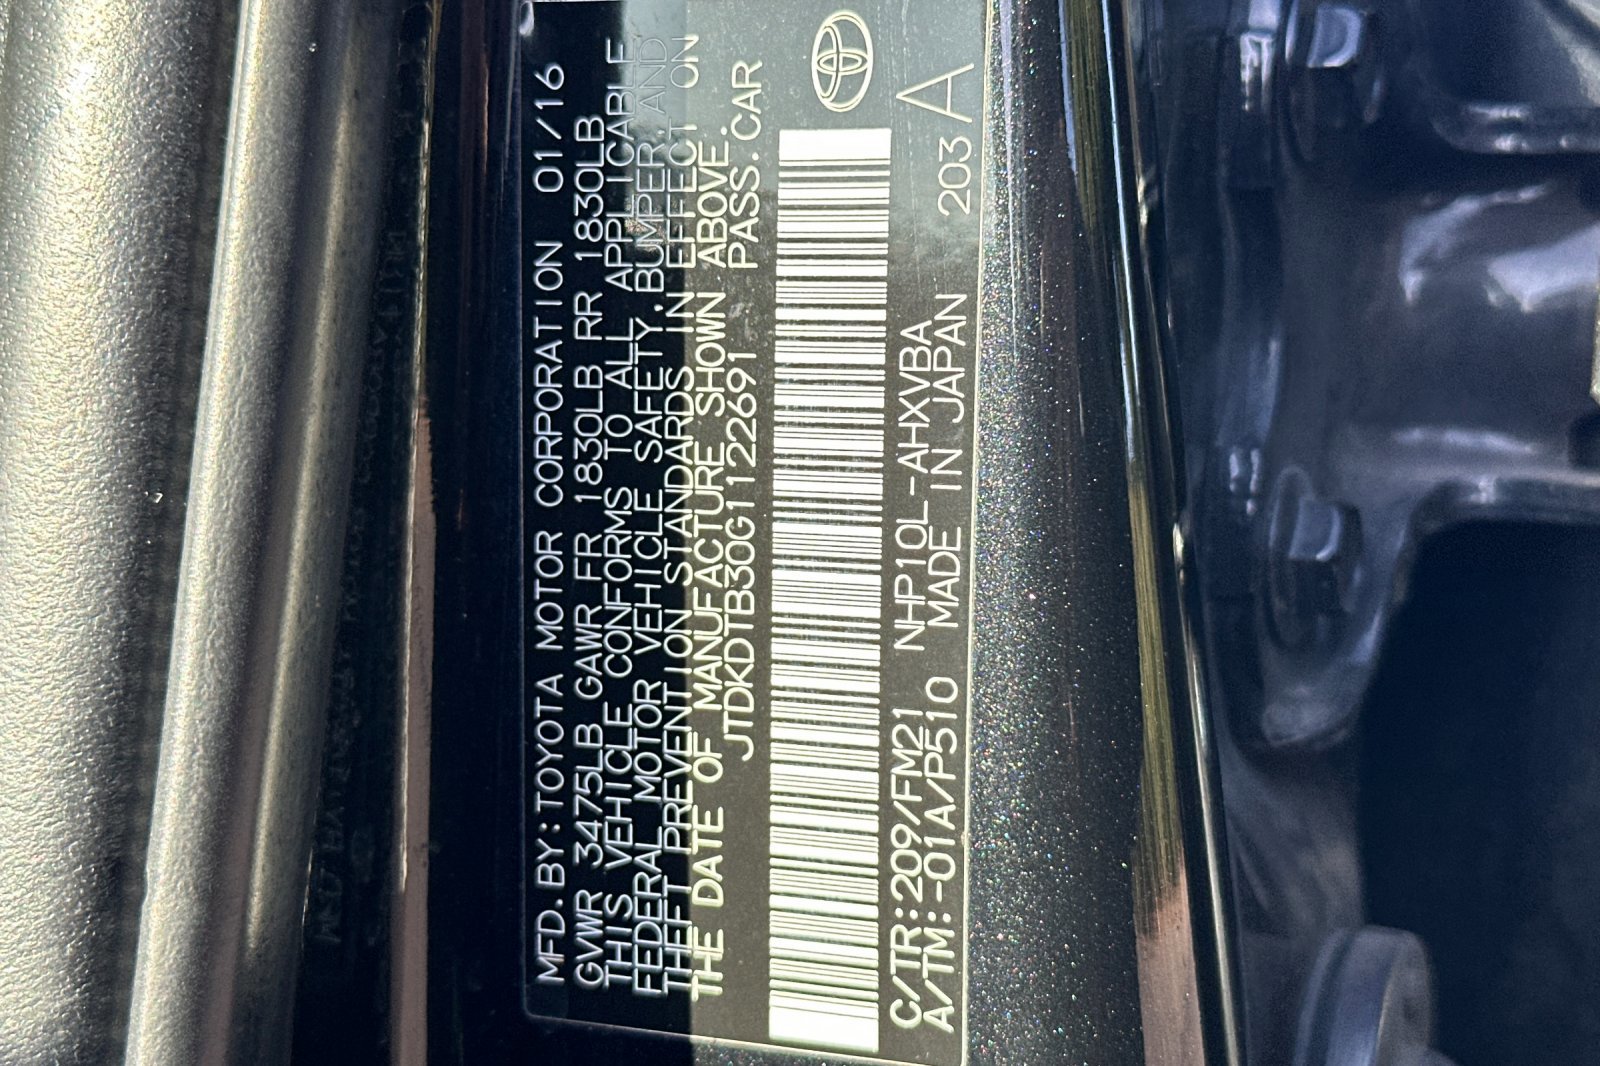 MFD.BY:TOYOTA MOTOR CORPORATION 01/16
GVWR 3475LB GAWR FR 1830LB RR 1830LB
THIS VEHICLE CONFORMS TO ALL APPLICABLE
FEDERAL MOTOR VEHICLE SAFETY,BUMPER,AND
THEFT PREVENTION STANDARDS IN EFFECT ON
THE DATE OF MANUFACTURE SHOWN ABOVE.
JTDKDTB30G1122691 PASS.CAR
C/TR:209/FM21 NHP10L-AHXVBA
A/TM:-01A/P510 MADE IN JAPAN 203 A